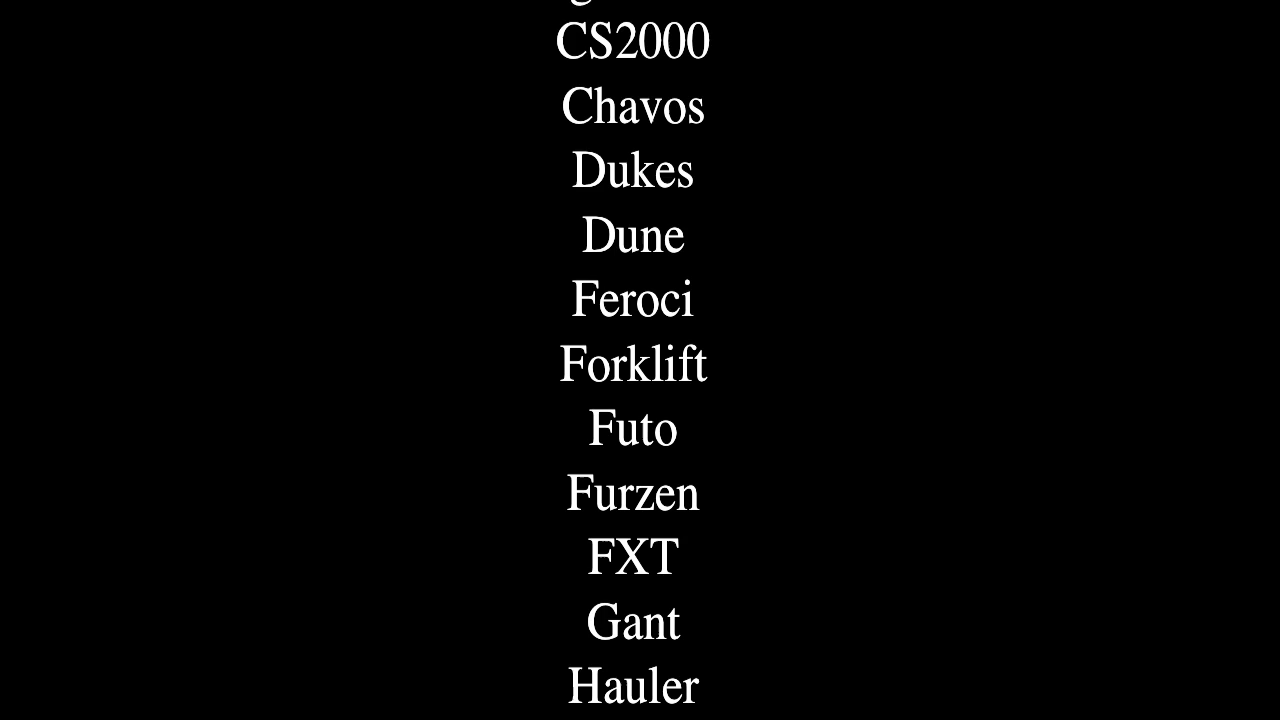 CS2000
Chavos
Dukes
Dune
Feroci
Forklift
Futo
Furzen
FXT
Gant
Hauler